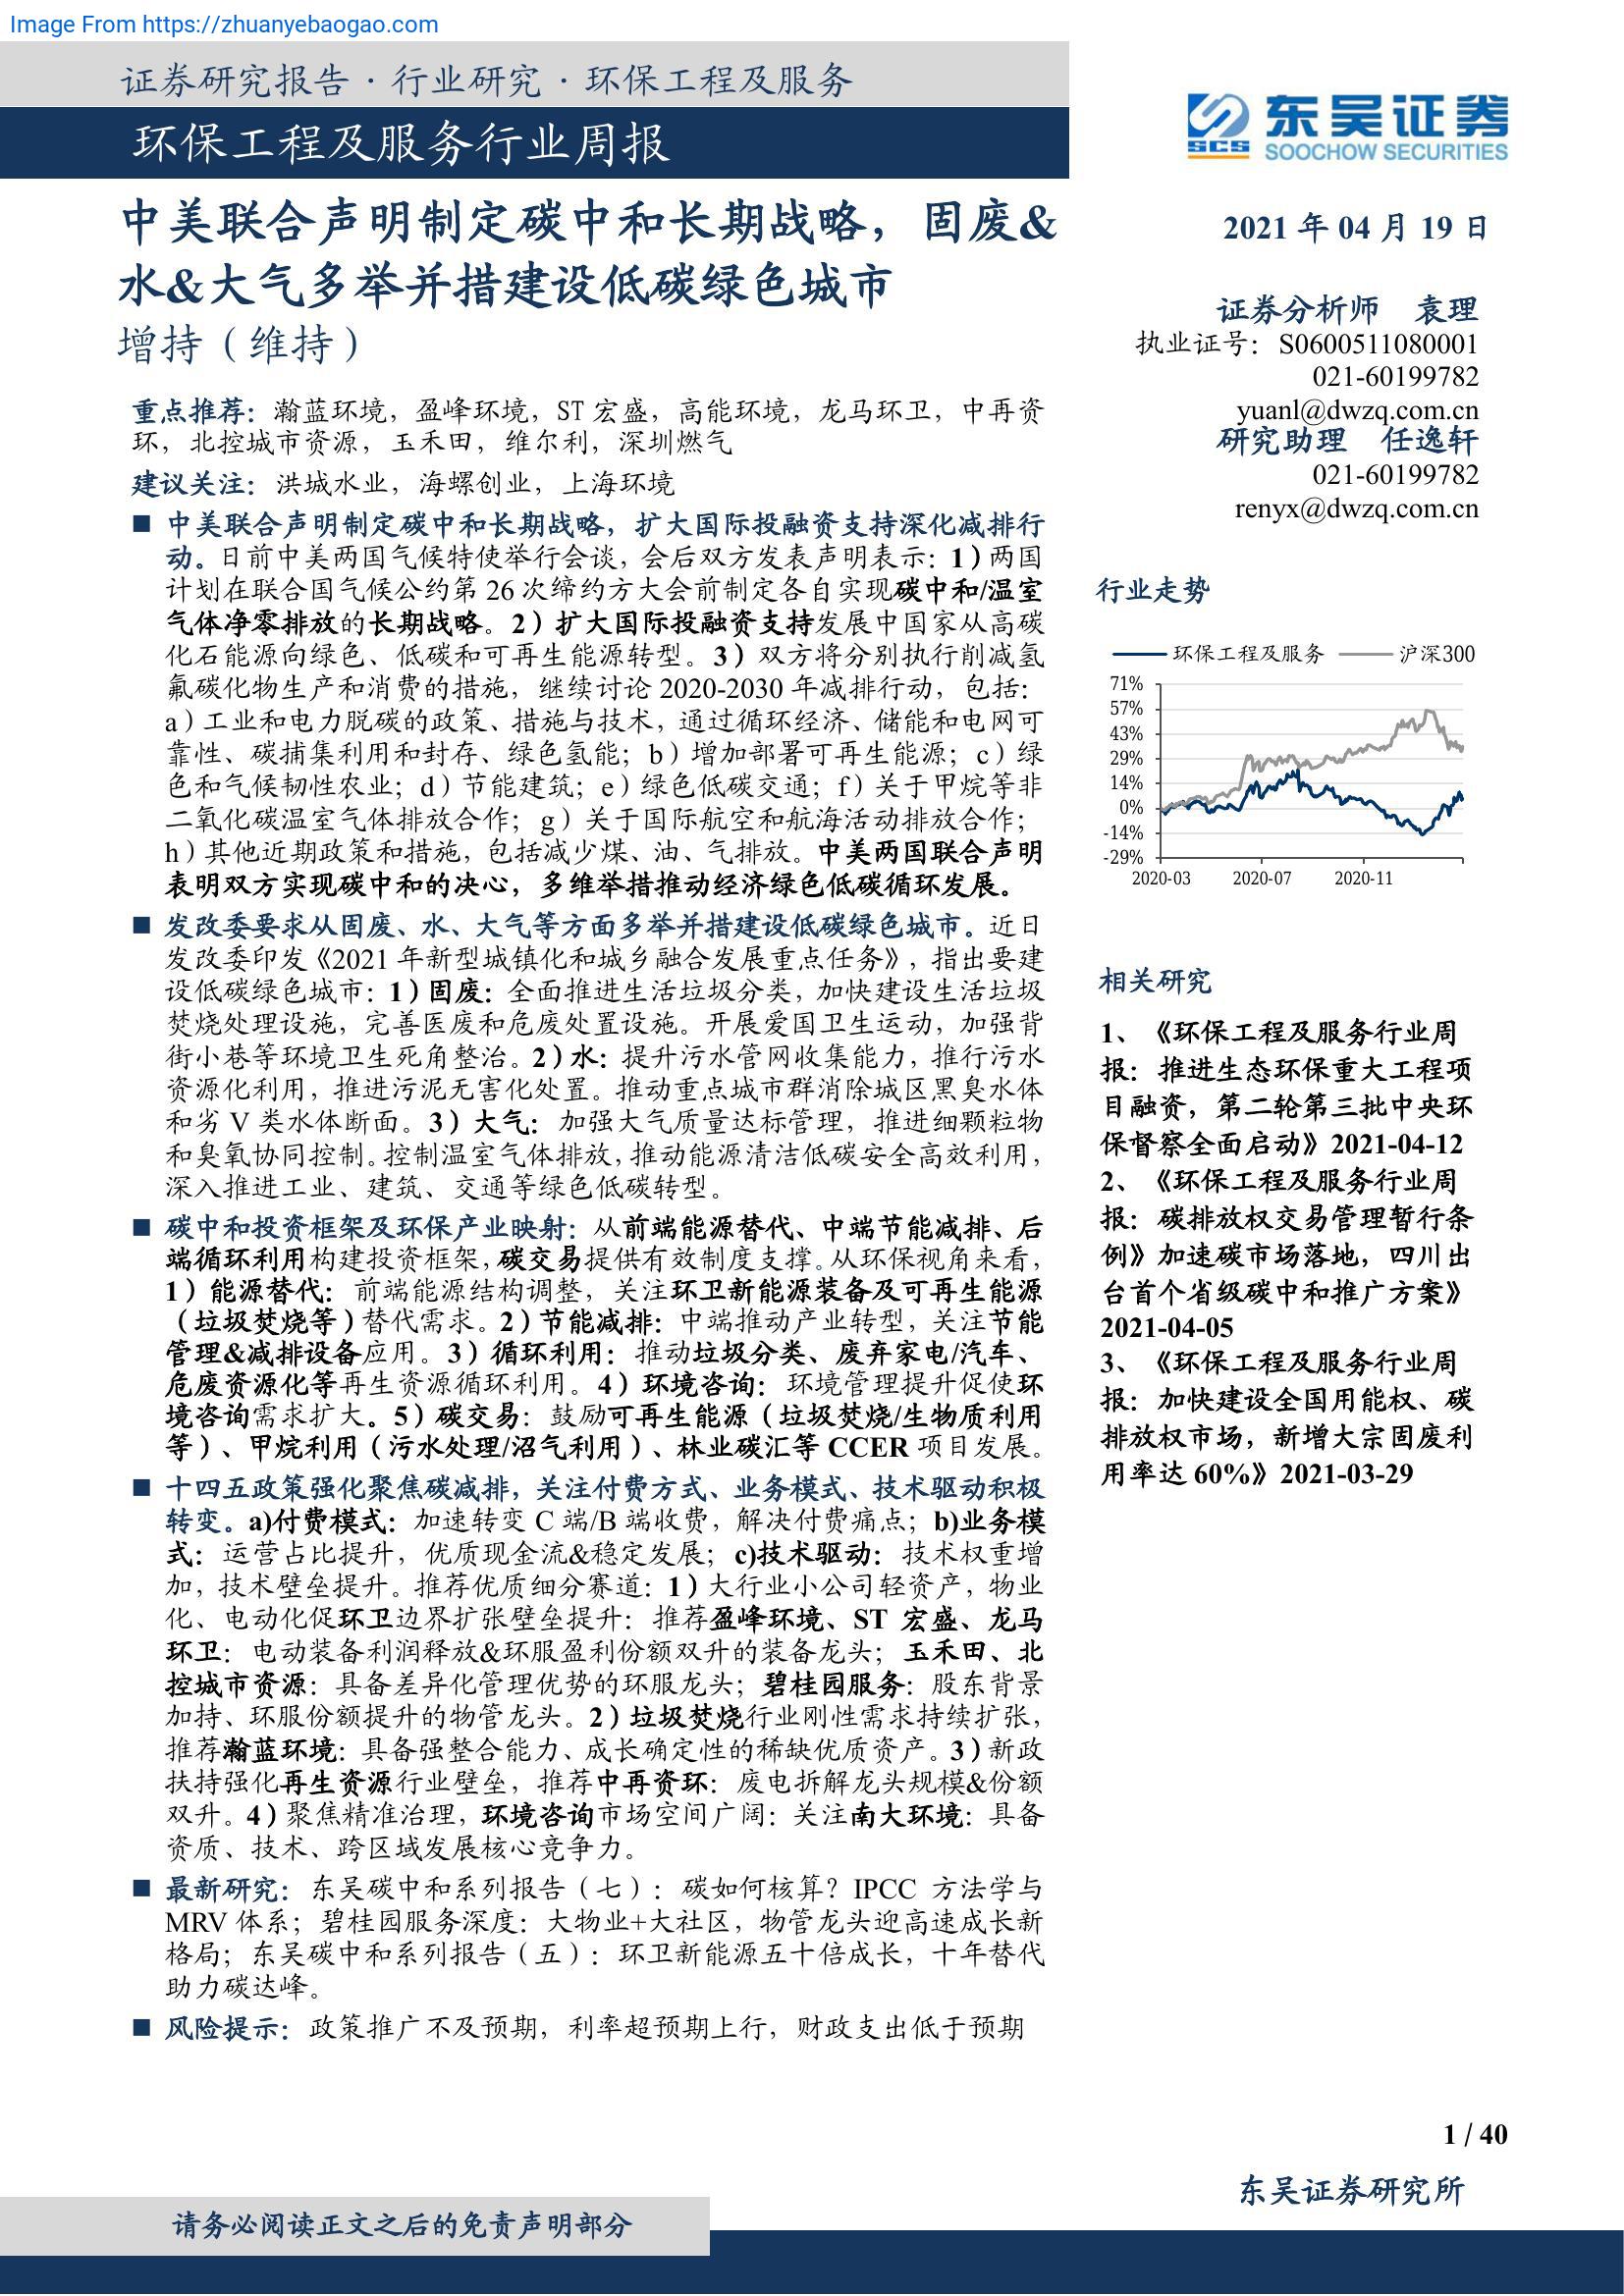 Image From https://zhuanyebaogao.com
证券研究报告·行业研究·环保工程及服务
环保工程及服务行业周报
东吴证券
SCS
SOOCHOW SECURITIES
中美联合声明制定碳中和长期战略，固废&
水&大气多举并措建设低碳绿色城市
增持（维持）
重点推荐：瀚蓝环境，盈峰环境，ST 宏盛，高能环境，龙马环卫，中再资
环，北控城市资源，玉禾田，维尔利，深圳燃气
建议关注：洪城水业，海螺创业，上海环境
■ 中美联合声明制定碳中和长期战略，扩大国际投融资支持深化减排行
动。日前中美两国气候特使举行会谈，会后双方发表声明表示：1）两国
计划在联合国气候公约第 26 次缔约方大会前制定各自实现碳中和/温室
气体净零排放的长期战略。2）扩大国际投融资支持发展中国家从高碳
化石能源向绿色、低碳和可再生能源转型。3）双方将分别执行削减氢
氟碳化物生产和消费的措施，继续讨论 2020-2030 年减排行动，包括：
a）工业和电力脱碳的政策、措施与技术，通过循环经济、储能和电网可
靠性、碳捕集利用和封存、绿色氢能；b）增加部署可再生能源；c）绿
色和气候韧性农业；d）节能建筑；e）绿色低碳交通；f）关于甲烷等非
二氧化碳温室气体排放合作；g）关于国际航空和航海活动排放合作；
h）其他近期政策和措施，包括减少煤、油、气排放。中美两国联合声明
表明双方实现碳中和的决心，多维举措推动经济绿色低碳循环发展。
■ 发改委要求从固废、水、大气等方面多举并措建设低碳绿色城市。近日
发改委印发《2021 年新型城镇化和城乡融合发展重点任务》，指出要建
设低碳绿色城市：1）固废：全面推进生活垃圾分类，加快建设生活垃圾
焚烧处理设施，完善医废和危废处置设施。开展爱国卫生运动，加强背
街小巷等环境卫生死角整治。2）水：提升污水管网收集能力，推行污水
资源化利用，推进污泥无害化处置。推动重点城市群消除城区黑臭水体
和劣 V 类水体断面。3）大气：加强大气质量达标管理，推进细颗粒物
和臭氧协同控制。控制温室气体排放，推动能源清洁低碳安全高效利用，
深入推进工业、建筑、交通等绿色低碳转型。
■ 碳中和投资框架及环保产业映射：从前端能源替代、中端节能减排、后
端循环利用构建投资框架，碳交易提供有效制度支撑。从环保视角来看，
1）能源替代：前端能源结构调整，关注环卫新能源装备及可再生能源
（垃圾焚烧等）替代需求。2）节能减排：中端推动产业转型，关注节能
管理&减排设备应用。3）循环利用：推动垃圾分类、废弃家电/汽车、
危废资源化等再生资源循环利用。4）环境咨询：环境管理提升促使环
境咨询需求扩大。5）碳交易：鼓励可再生能源（垃圾焚烧/生物质利用
等）、甲烷利用（污水处理/沼气利用）、林业碳汇等 CCER 项目发展。
■ 十四五政策强化聚焦碳减排，关注付费方式、业务模式、技术驱动积极
转变。a)付费模式：加速转变 C 端/B 端收费，解决付费痛点；b)业务模
式：运营占比提升，优质现金流&稳定发展；c)技术驱动：技术权重增
加，技术壁垒提升。推荐优质细分赛道：1）大行业小公司轻资产，物业
化、电动化促环卫边界扩张壁垒提升：推荐盈峰环境、ST 宏盛、龙马
环卫：电动装备利润释放&环服盈利份额双升的装备龙头；玉禾田、北
控城市资源：具备差异化管理优势的环服龙头；碧桂园服务：股东背景
加持、环服份额提升的物管龙头。2）垃圾焚烧行业刚性需求持续扩张，
推荐瀚蓝环境：具备强整合能力、成长确定性的稀缺优质资产。3）新政
扶持强化再生资源行业壁垒，推荐中再资环：废电拆解龙头规模&份额
双升。4）聚焦精准治理，环境咨询市场空间广阔：关注南大环境：具备
资质、技术、跨区域发展核心竞争力。
■ 最新研究：东吴碳中和系列报告（七）：碳如何核算？IPCC 方法学与
MRV 体系；碧桂园服务深度：大物业+大社区，物管龙头迎高速成长新
格局；东吴碳中和系列报告（五）：环卫新能源五十倍成长，十年替代
助力碳达峰。
■ 风险提示：政策推广不及预期，利率超预期上行，财政支出低于预期
2021 年 04 月 19 日
证券分析师 袁理
执业证号：S0600511080001
021-60199782
yuanl@dwzq.com.cn
研究助理 任逸轩
021-60199782
renyx@dwzq.com.cn
行业走势
环保工程及服务 沪深300
71%
57%
43%
29%
14%
0%
-14%
-29%
2020-03 2020-07 2020-11
相关研究
1、《环保工程及服务行业周
报：推进生态环保重大工程项
目融资，第二轮第三批中央环
保督察全面启动》2021-04-12
2、《环保工程及服务行业周
报：碳排放权交易管理暂行条
例》加速碳市场落地，四川出
台首个省级碳中和推广方案》
2021-04-05
3、《环保工程及服务行业周
报：加快建设全国用能权、碳
排放权市场，新增大宗固废利
用率达 60%》2021-03-29
1 / 40
东吴证券研究所
请务必阅读正文之后的免责声明部分